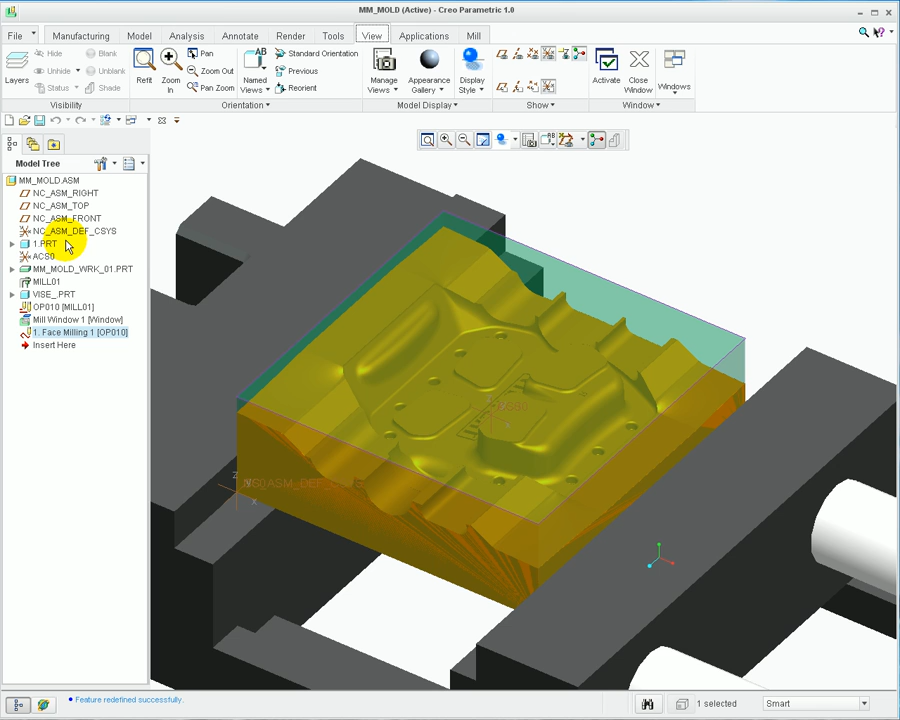 MM_MOLD (Active) - Creo Parametric 1.0
File Manufacturing Model Analysis Annotate Render Tools View Applications Mill
Layers
Hide
Unhide
Status
Blank
Unblank
Shade
Visibility
Refit
Zoom In
Pan
Zoom Out
Pan Zoom
Named Views
Standard Orientation
Previous
Reorient
Orientation
Manage Views
Appearance Gallery
Display Style
Model Display
Show
Activate
Close Window
Windows
Window
Model Tree
MM_MOLD.ASM
NC_ASM_RIGHT
NC_ASM_TOP
NC_ASM_FRONT
NC_ASM_DEF_CSYS
1.PRT
ACS0
MM_MOLD_WRK_01.PRT
MILL01
VISE_.PRT
OP010 [MILL01]
Mill Window 1 [Window]
1. Face Milling 1 [OP010]
Insert Here
Feature redefined successfully.
1 selected
Smart